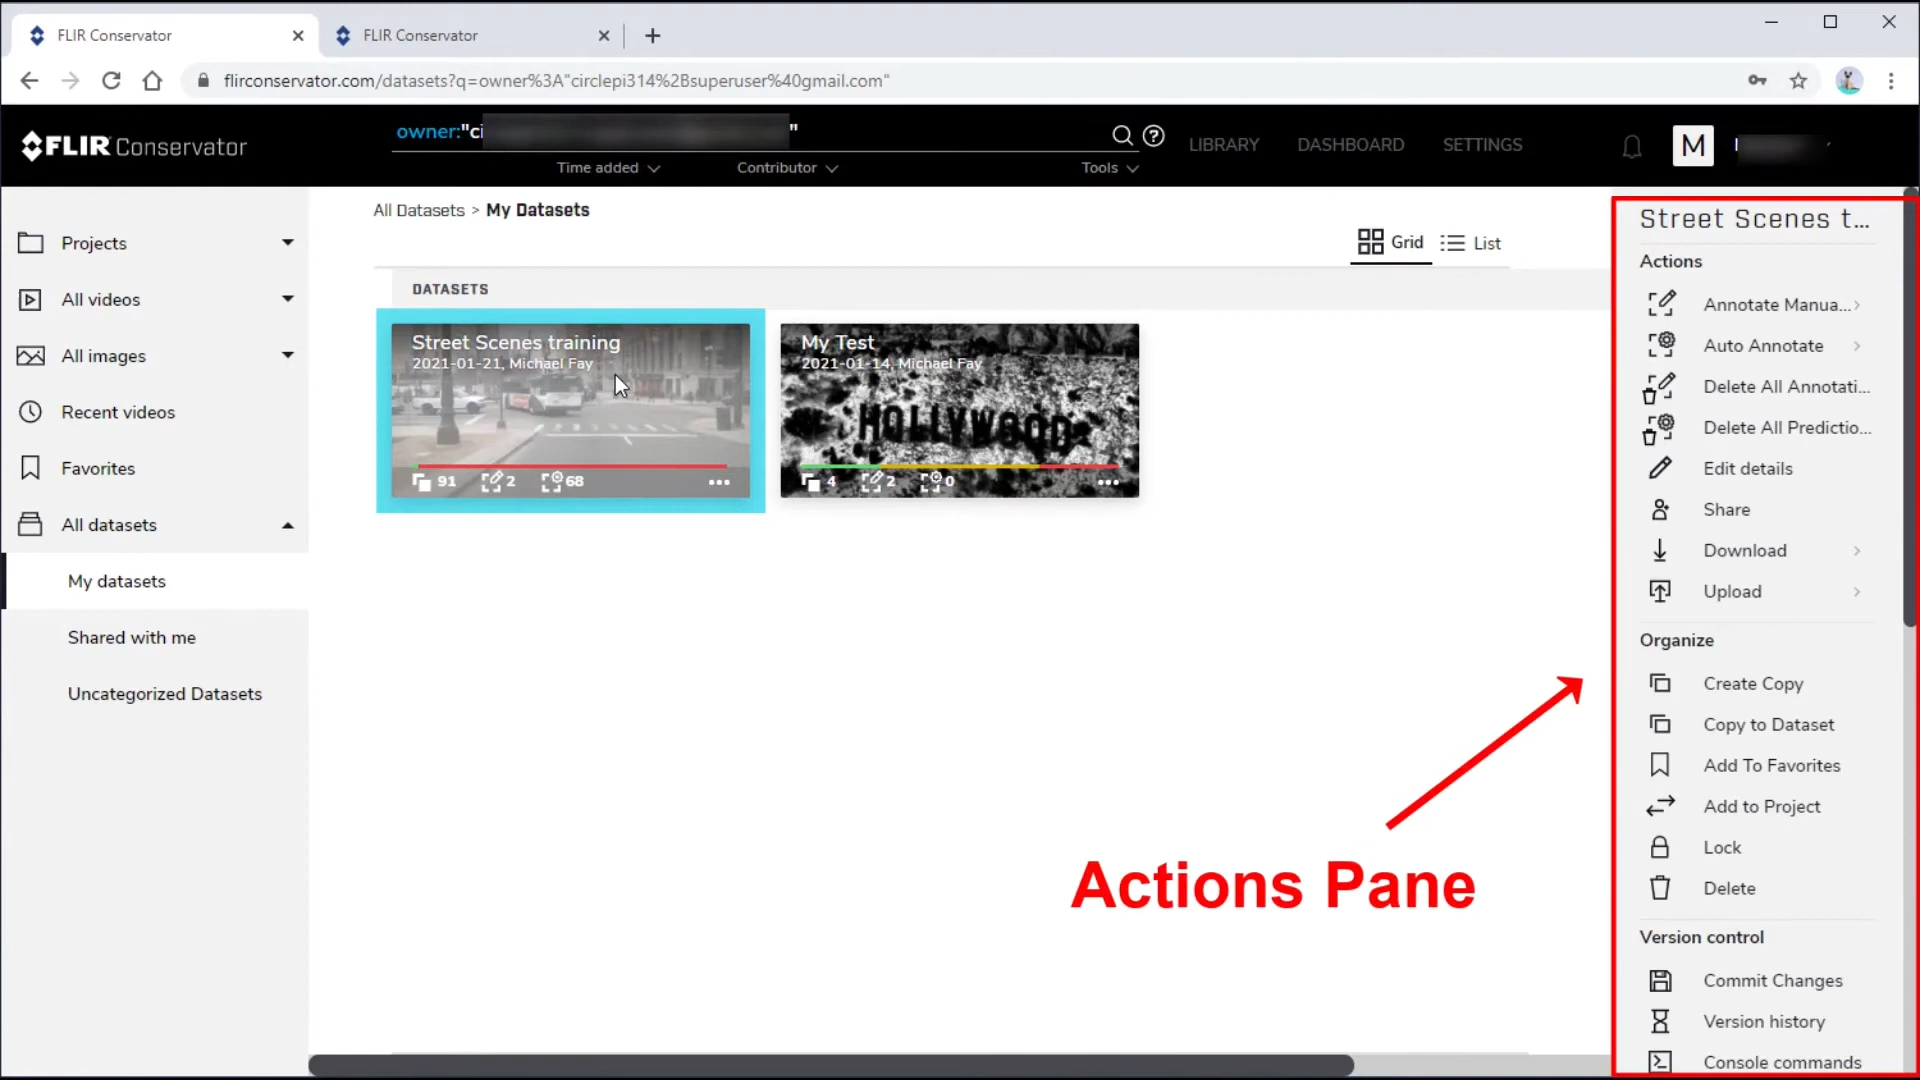 FLIR Conservator
FLIR Conservator
flirconservator.com/datasets?q=owner%3A"circlepi314%2Bsuperuser%40gmail.com"
FLIR Conservator
owner:"ci "
Time added
Contributor
Tools
LIBRARY
DASHBOARD
SETTINGS
M
Projects
All videos
All images
Recent videos
Favorites
All datasets
My datasets
Shared with me
Uncategorized Datasets
All Datasets > My Datasets
Grid
List
DATASETS
Street Scenes training
2021-01-21, Michael Fay
91 2 68
My Test
2021-01-14, Michael Fay
HOLLYWOOD
4 2 0
Actions Pane
Street Scenes t...
Actions
Annotate Manua...
Auto Annotate
Delete All Annotati...
Delete All Predictio...
Edit details
Share
Download
Upload
Organize
Create Copy
Copy to Dataset
Add To Favorites
Add to Project
Lock
Delete
Version control
Commit Changes
Version history
Console commands